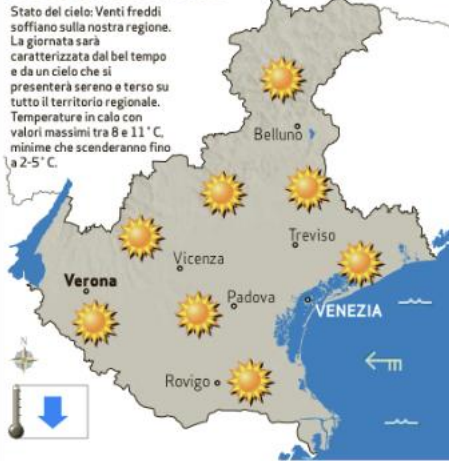 Stato del cielo: Venti freddi
soffiano sulla nostra regione.
La giornata sarà
caratterizzata dal bel tempo
e da un cielo che si
presenterà sereno e terso su
tutto il territorio regionale.
Temperature in calo con
valori massimi tra 8 e 11°C,
minime che scenderanno fino
a 2-5°C.
Belluno
Treviso
Vicenza
Verona
Padova
VENEZIA
Rovigo
N